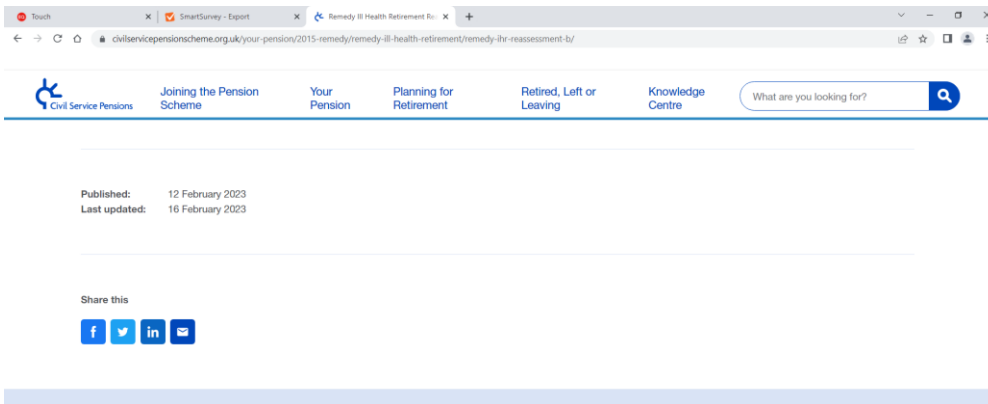 Touch
SmartSurvey - Export
Remedy Ill Health Retirement Re
civilservicepensionscheme.org.uk/your-pension/2015-remedy/remedy-ill-health-retirement/remedy-ihr-reassessment-b/
Civil Service Pensions
Joining the Pension Scheme
Your Pension
Planning for Retirement
Retired, Left or Leaving
Knowledge Centre
What are you looking for?
Published: 12 February 2023
Last updated: 16 February 2023
Share this
f
in